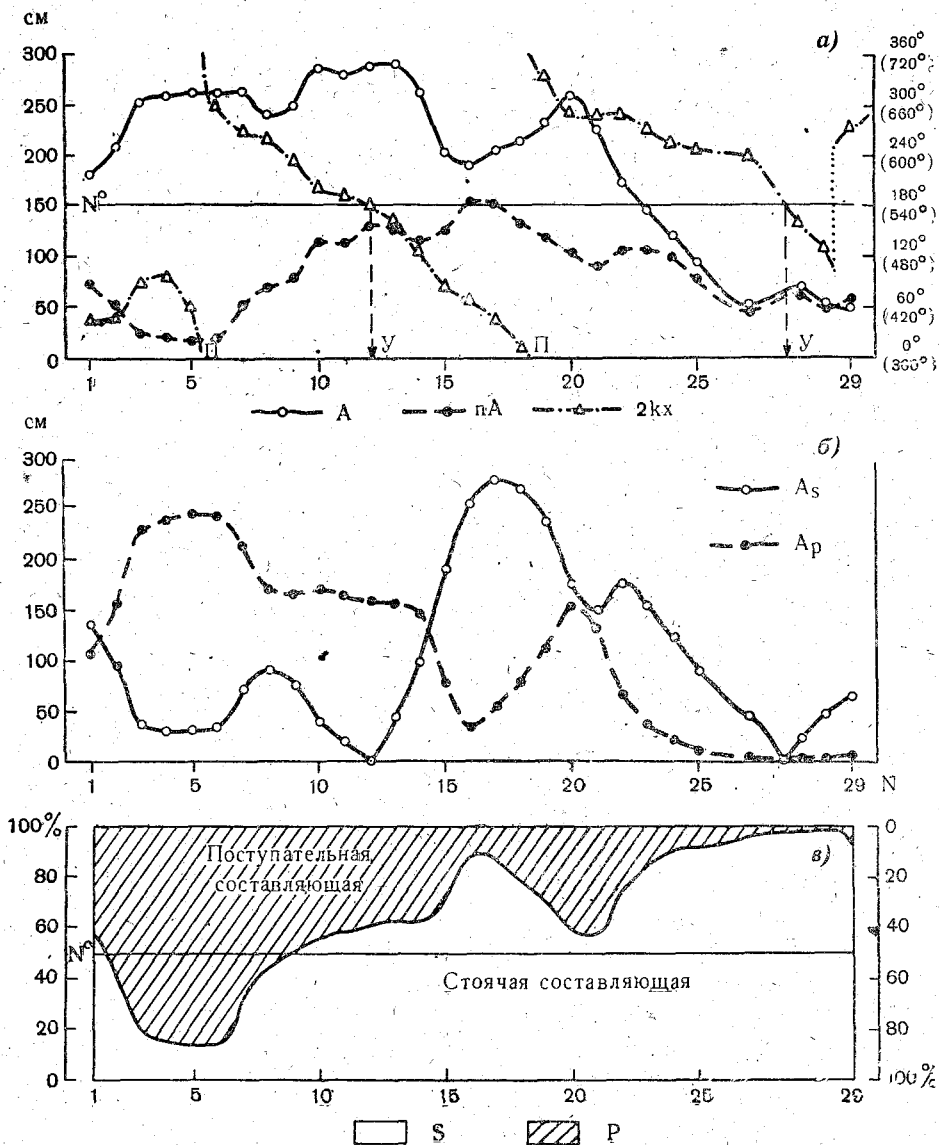 см
а)
300
250
200
150
100
50
0
N°
360°
(720°)
300°
(660°)
240°
(600°)
180°
(540°)
120°
(480°)
60°
(420°)
0°
(360°)
П У П У
1 5 10 15 20 25 29
A nA 2kx
см
б)
300
250
200
150
100
50
0
As
Ap
1 5 10 15 20 25 29 N
100%
80
60
N°
40
20
0
Поступательная
составляющая
в)
Стоячая составляющая
0
20
40
60
80
100%
1 5 10 15 20 25 29
S P